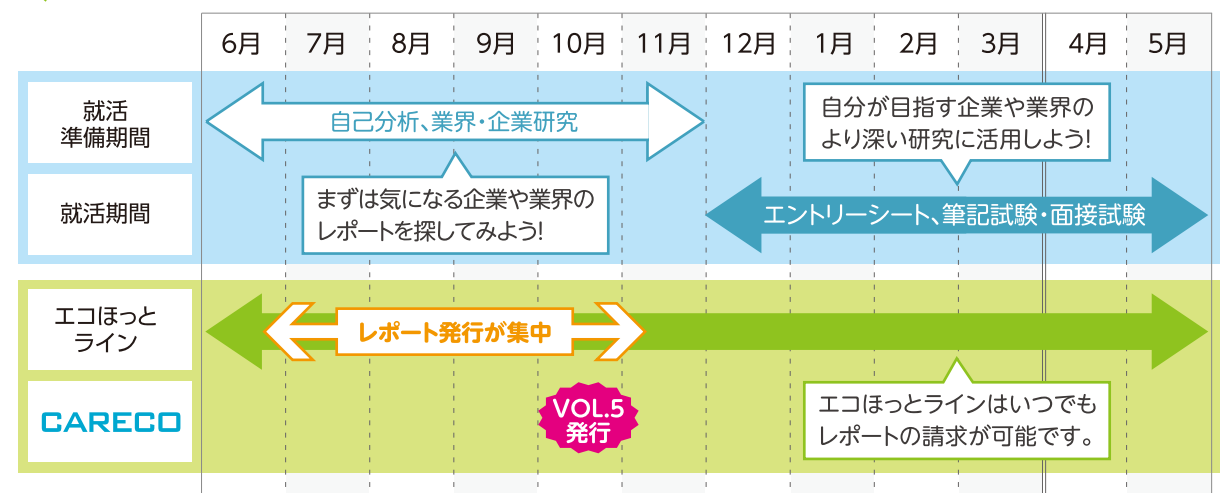 6月 7月 8月 9月 10月 11月 12月 1月 2月 3月 4月 5月
就活
準備期間
自己分析、業界・企業研究
自分が目指す企業や業界の
より深い研究に活用しよう!
就活期間
まずは気になる企業や業界の
レポートを探してみよう!
エントリーシート、筆記試験・面接試験
エコほっと
ライン
レポート発行が集中
CARECO
VOL.5
発行
エコほっとラインはいつでも
レポートの請求が可能です。